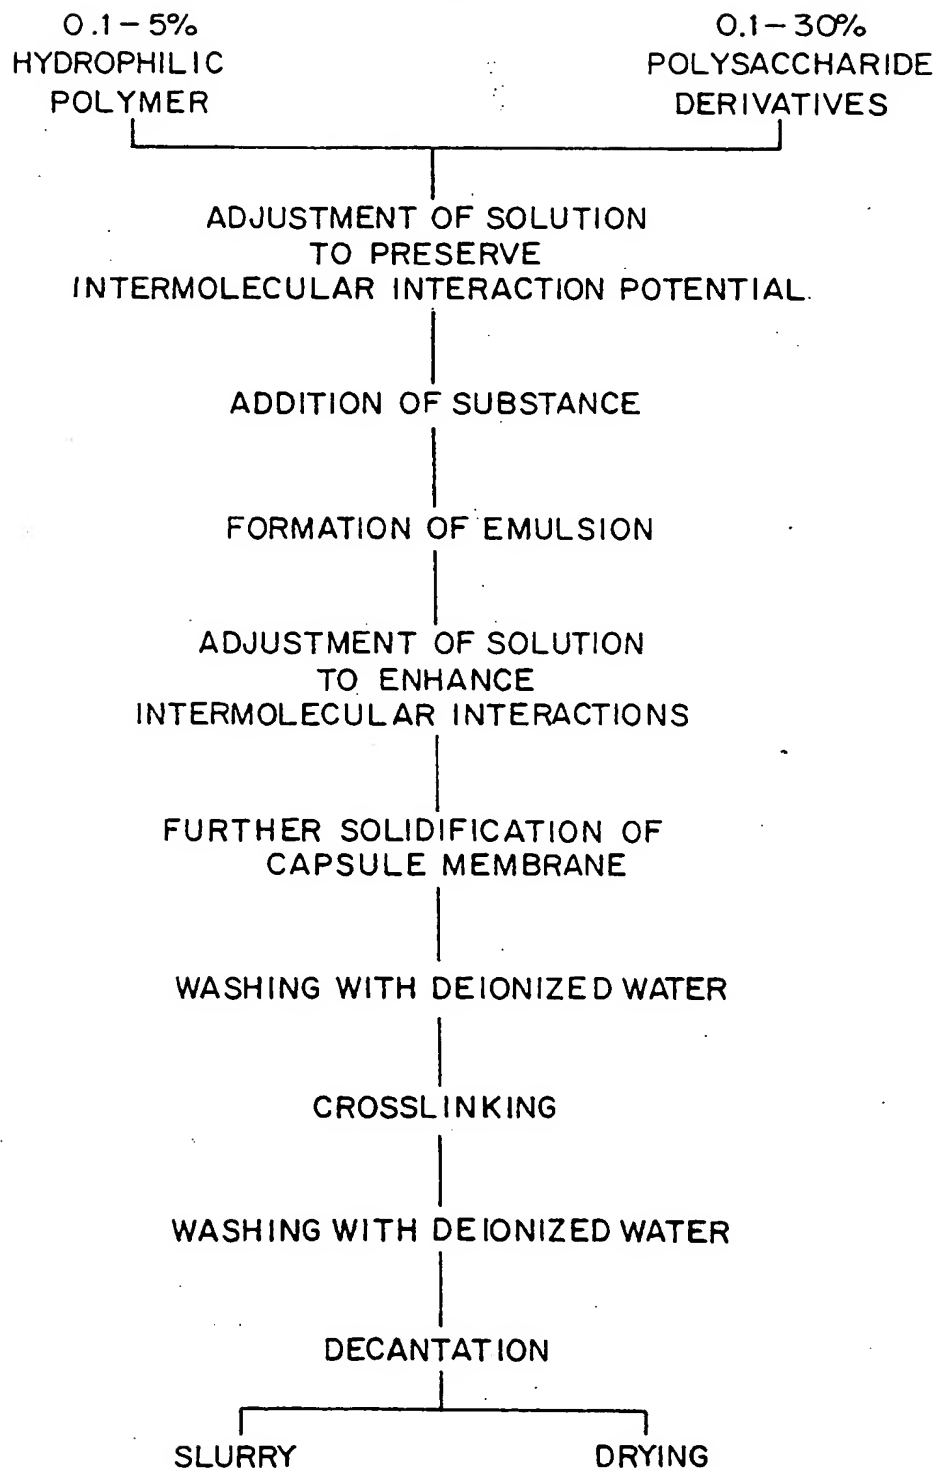 0.1-5%
HYDROPHILIC
POLYMER
0.1-30%
POLYSACCHARIDE
DERIVATIVES
ADJUSTMENT OF SOLUTION
TO PRESERVE
INTERMOLECULAR INTERACTION POTENTIAL
ADDITION OF SUBSTANCE
FORMATION OF EMULSION
ADJUSTMENT OF SOLUTION
TO ENHANCE
INTERMOLECULAR INTERACTIONS
FURTHER SOLIDIFICATION OF
CAPSULE MEMBRANE
WASHING WITH DEIONIZED WATER
CROSSLINKING
WASHING WITH DEIONIZED WATER
DECANTATION
SLURRY
DRYING